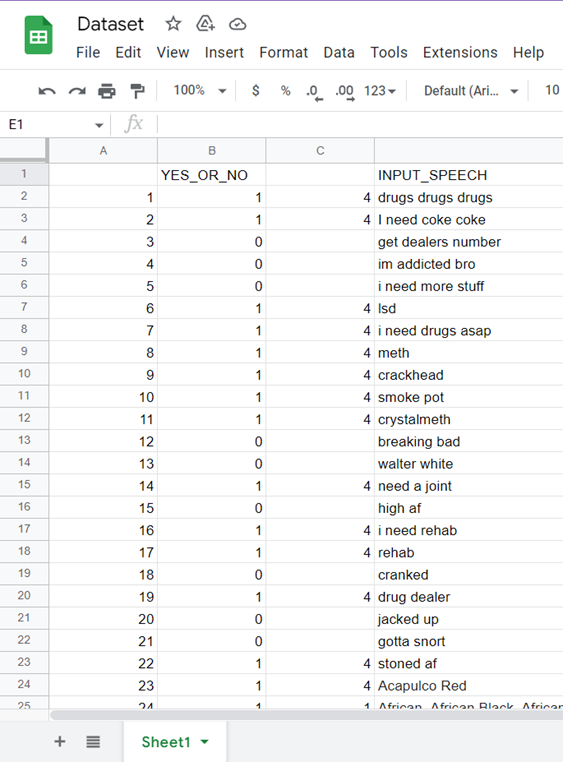 Dataset
File Edit View Insert Format Data Tools Extensions Help
100% $ % .0 .00 123 Default (Ari... 10
E1 fx
A B C
1 YES_OR_NO INPUT_SPEECH
2 1 1 4 drugs drugs drugs
3 2 1 4 I need coke coke
4 3 0 get dealers number
5 4 0 im addicted bro
6 5 0 i need more stuff
7 6 1 4 lsd
8 7 1 4 i need drugs asap
9 8 1 4 meth
10 9 1 4 crackhead
11 10 1 4 smoke pot
12 11 1 4 crystalmeth
13 12 0 breaking bad
14 13 0 walter white
15 14 1 4 need a joint
16 15 0 high af
17 16 1 4 i need rehab
18 17 1 4 rehab
19 18 0 cranked
20 19 1 4 drug dealer
21 20 0 jacked up
22 21 0 gotta snort
23 22 1 4 stoned af
24 23 1 4 Acapulco Red
25 24 1 1 African, African Black, African
Sheet1